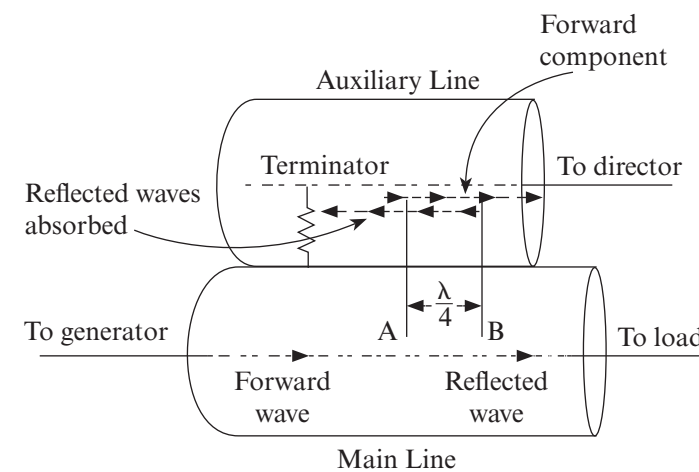 Forward
component
Auxiliary Line
Terminator
To director
Reflected waves
absorbed
λ
4
To generator
A
B
To load
Forward
wave
Reflected
wave
Main Line